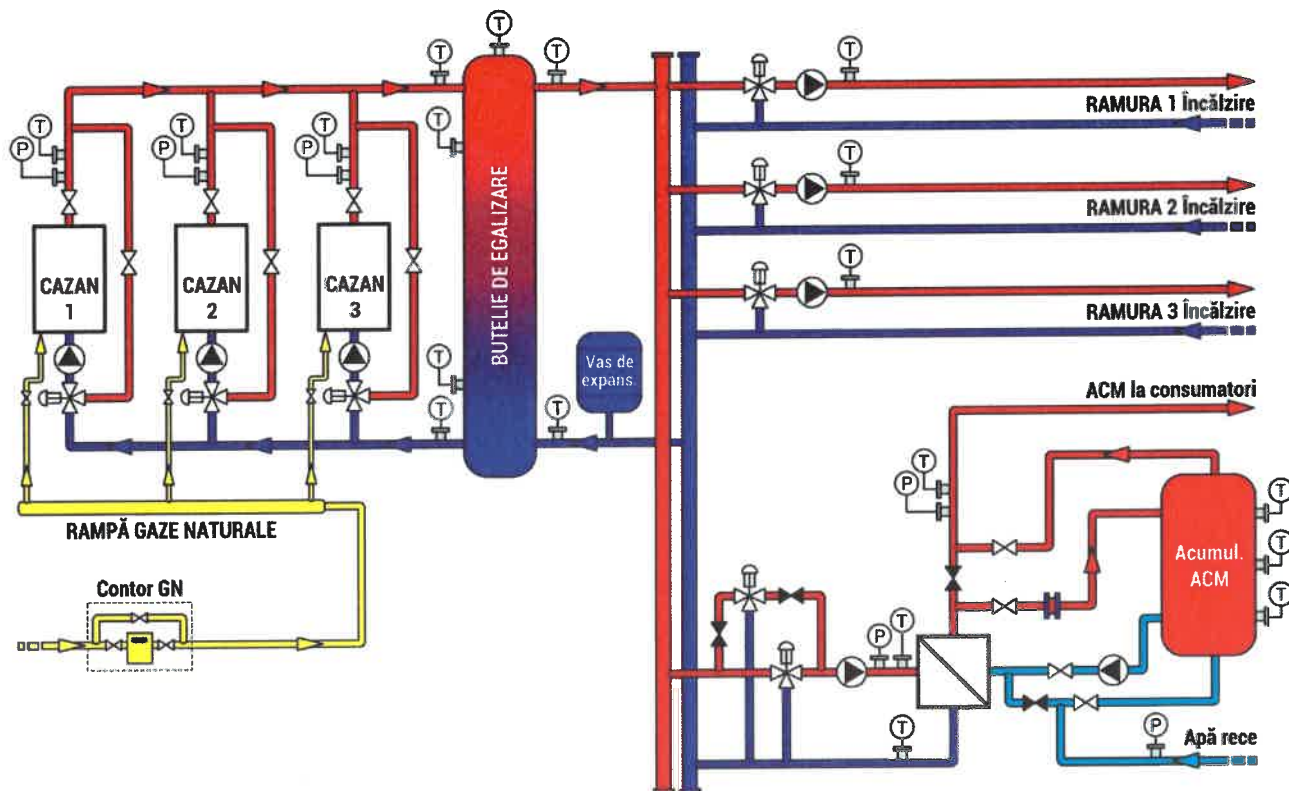 T
T
T
T
T
T
T
P
T
P
T
P
T
RAMURA 1 Încălzire
CAZAN
1
CAZAN
2
CAZAN
3
BUTELIE DE EGALIZARE
T
RAMURA 2 Încălzire
T
RAMURA 3 Încălzire
T
Vas de
expans.
T
T
T
ACM la consumatori
RAMPĂ GAZE NATURALE
T
P
Acumul.
ACM
T
T
T
Contor GN
P
T
T
P
Apă rece